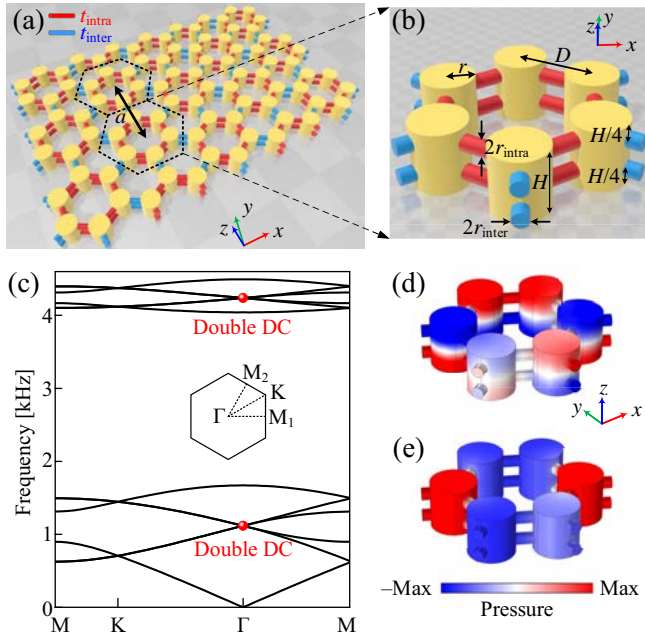 (a)
t_intra
t_inter
a
y
z
x
(b)
y
z
x
r
D
H/4
2r_intra
H
H/4
2r_inter
(c)
4
Double DC
M₂
K
Γ
M₁
3
2
1
Double DC
0
Frequency [kHz]
M K Γ M
(d)
z
y
x
(e)
–Max Max
Pressure